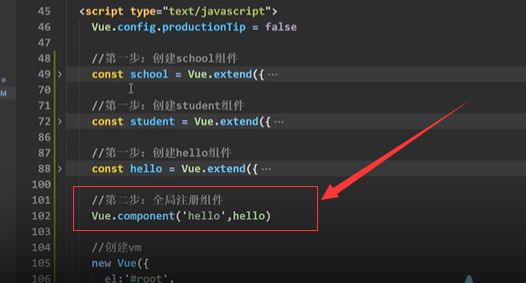 45 <script type="text/javascript">
46 Vue.config.productionTip = false
47
48 //第一步：创建school组件
49 > const school = Vue.extend({…
70
71 //第一步：创建student组件
72 > const student = Vue.extend({…
86
87 //第一步：创建hello组件
88 > const hello = Vue.extend({…
100
101 //第二步：全局注册组件
102 Vue.component('hello',hello)
103
104 //创建vm
105 new Vue({
106 el:'#root',
M